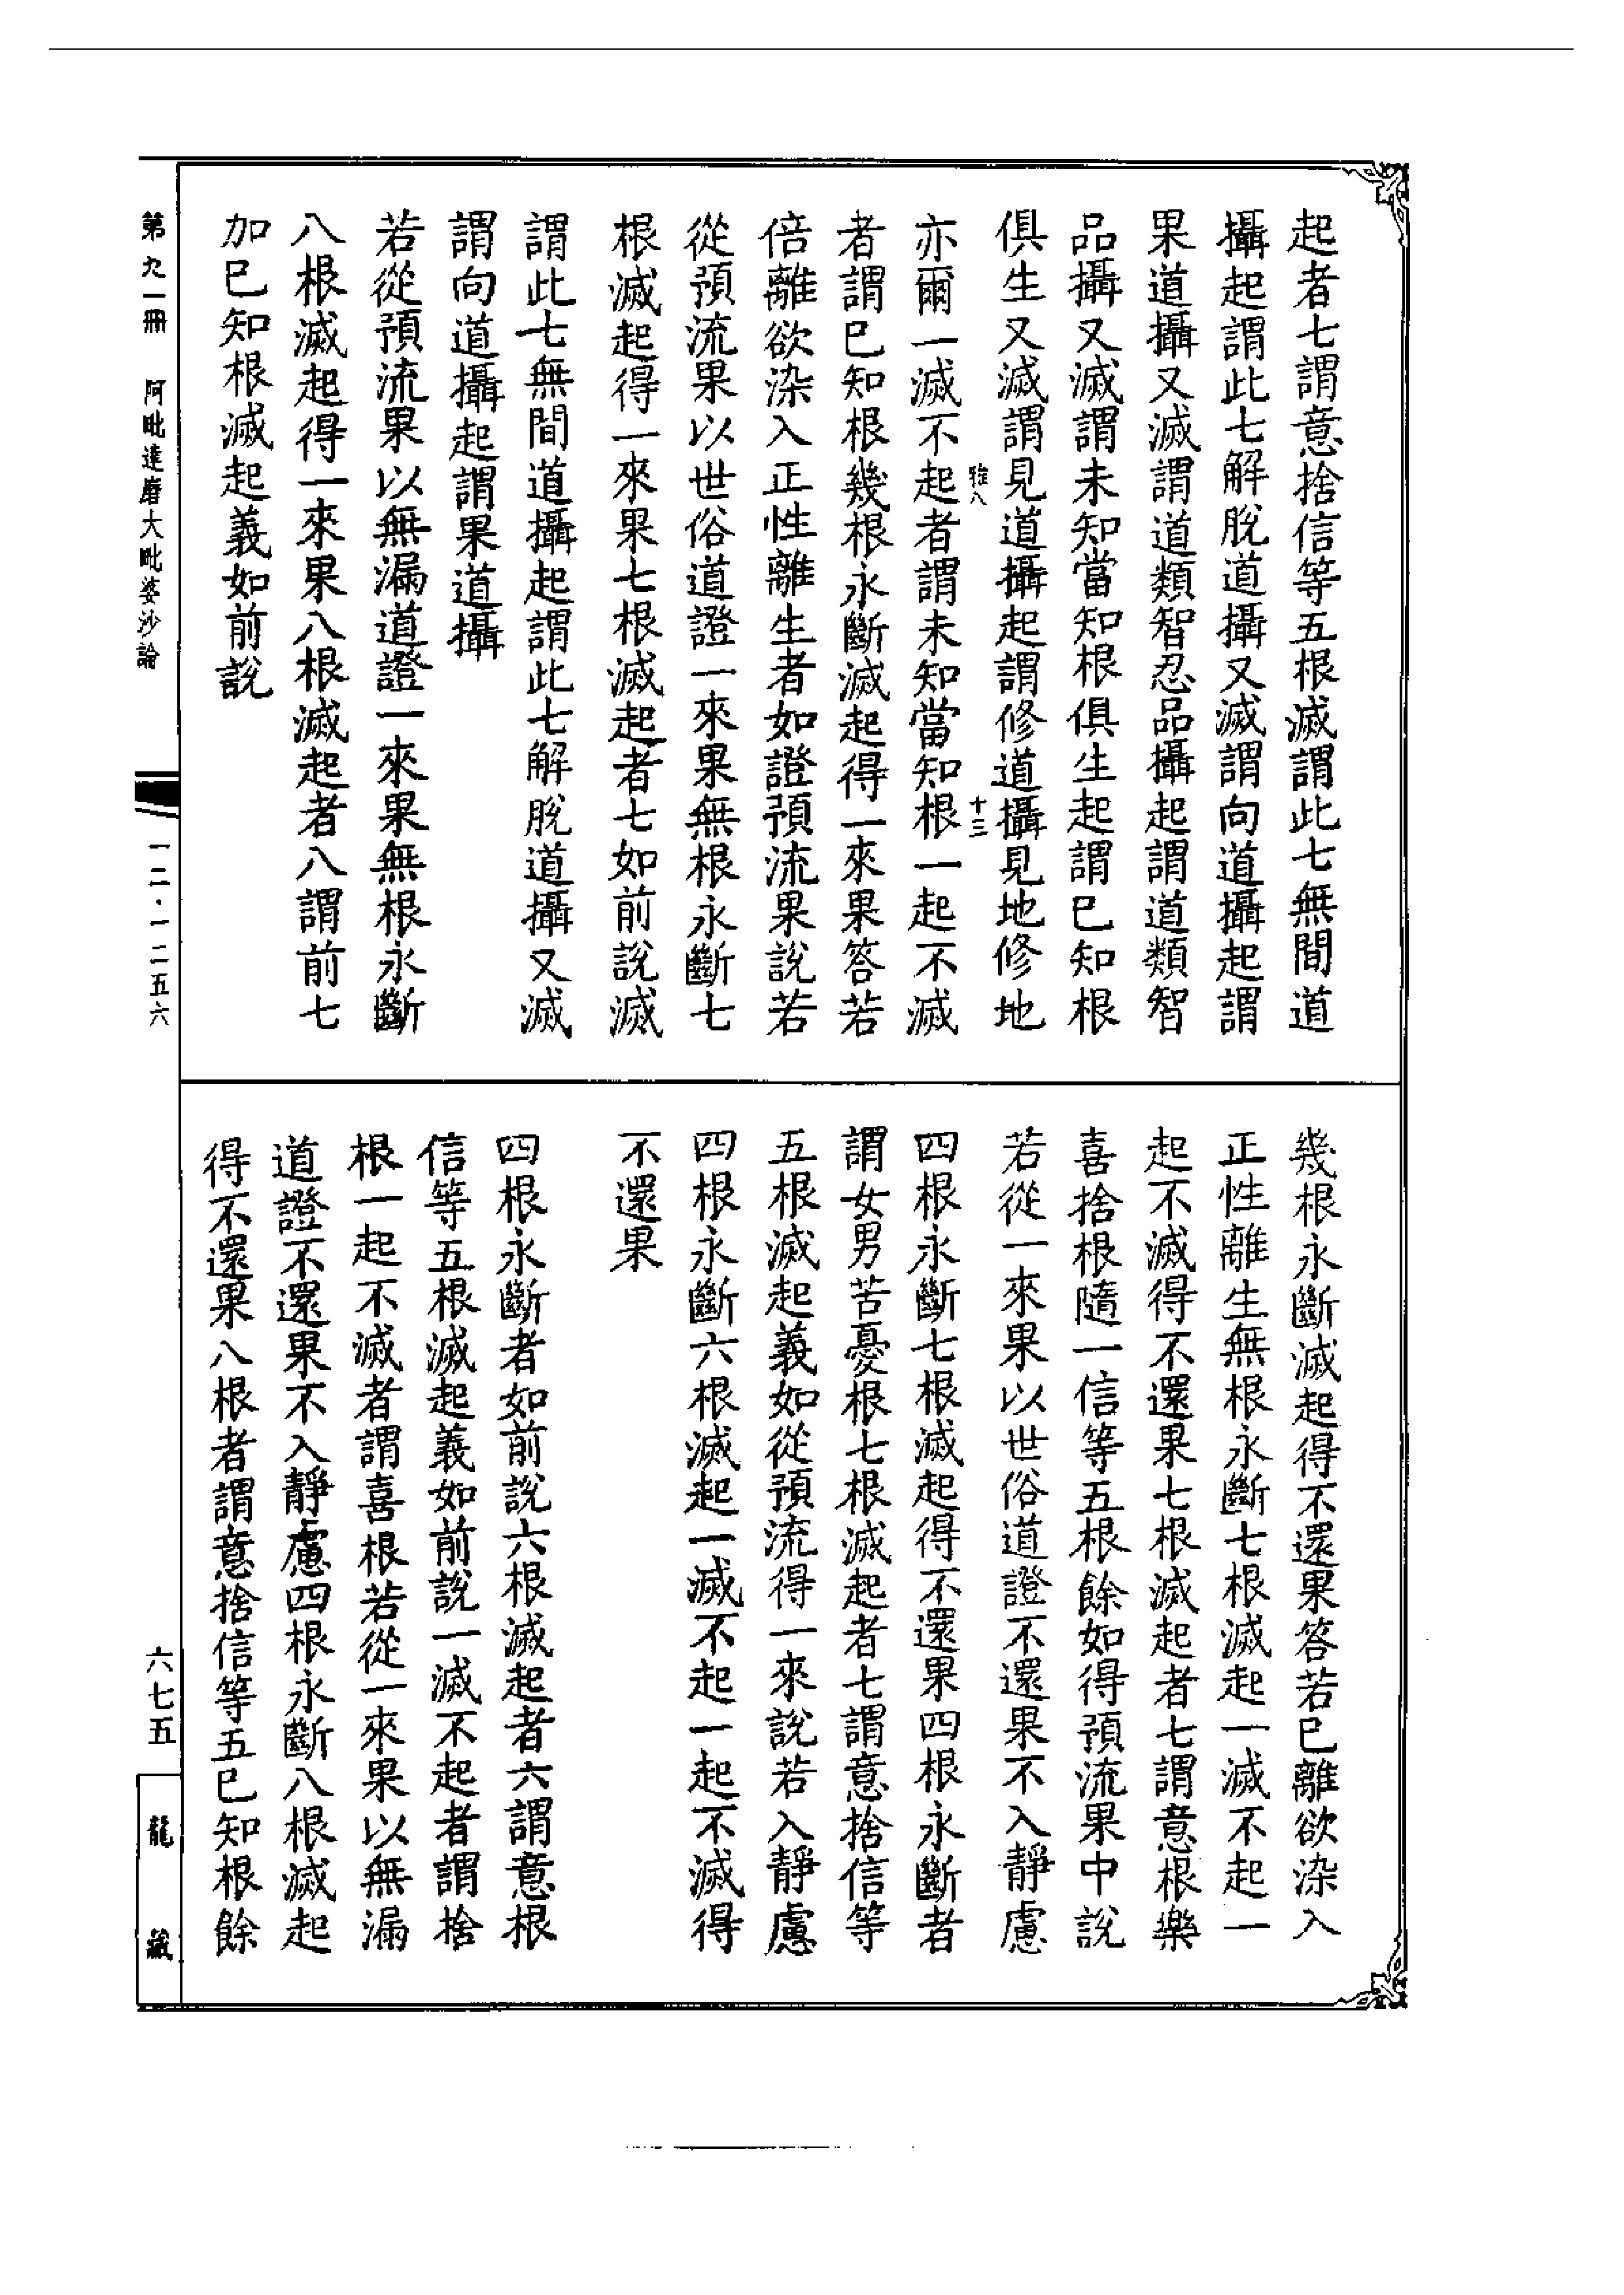 起者七謂意捨信等五根滅謂此七無間道
攝起謂此七解脫道攝又滅謂向道攝起謂
果道攝又滅謂道類智忍品攝起謂道類智
品攝又滅謂未知當知根俱生起謂已知根
俱生又滅謂見道攝起謂修道攝見地修地
雜八
十三
亦爾一滅不起者謂未知當知根一起不滅
者謂已知根幾根永斷滅起得一來果答若
倍離欲染入正性離生者如證預流果說若
從預流果以世俗道證一來果無根永斷七
根滅起得一來果七根滅起者七如前說滅
謂此七無間道攝起謂此七解脫道攝又滅
謂向道攝起謂果道攝
若從預流果以無漏道證一來果無根永斷
八根滅起得一來果八根滅起者八謂前七
加已知根滅起義如前說
幾根永斷滅起得不還果答若已離欲染入
正性離生無根永斷七根滅起一滅不起一
起不滅得不還果七根滅起者七謂意根樂
喜捨根隨一信等五根餘如得預流果中說
若從一來果以世俗道證不還果不入靜慮
四根永斷七根滅起得不還果四根永斷者
謂女男苦憂根七根滅起者七謂意捨信等
五根滅起義如從預流得一來說若入靜慮
四根永斷六根滅起一滅不起一起不滅得
不還果
四根永斷者如前說六根滅起者六謂意根
信等五根滅起義如前說一滅不起者謂捨
根一起不滅者謂喜根若從一來果以無漏
道證不還果不入靜慮四根永斷八根滅起
得不還果八根者謂意捨信等五已知根餘
第九一冊 阿毗達磨大毗婆沙論
一二·一二五六
六七五
龍藏